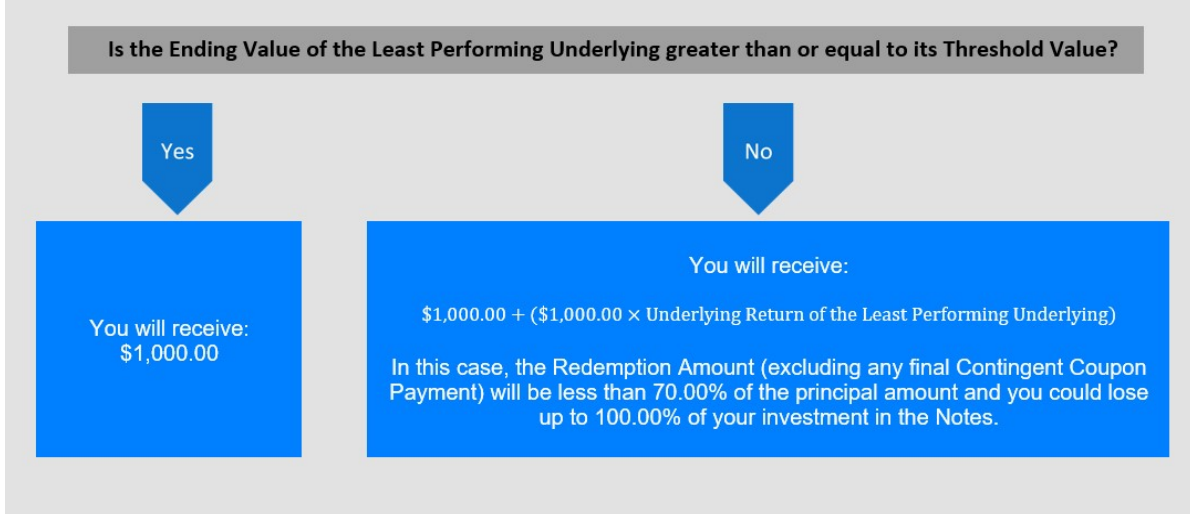 Is the Ending Value of the Least Performing Underlying greater than or equal to its Threshold Value?
Yes
No
You will receive:
$1,000.00
You will receive:
$1,000.00 + ($1,000.00 × Underlying Return of the Least Performing Underlying)
In this case, the Redemption Amount (excluding any final Contingent Coupon
Payment) will be less than 70.00% of the principal amount and you could lose
up to 100.00% of your investment in the Notes.